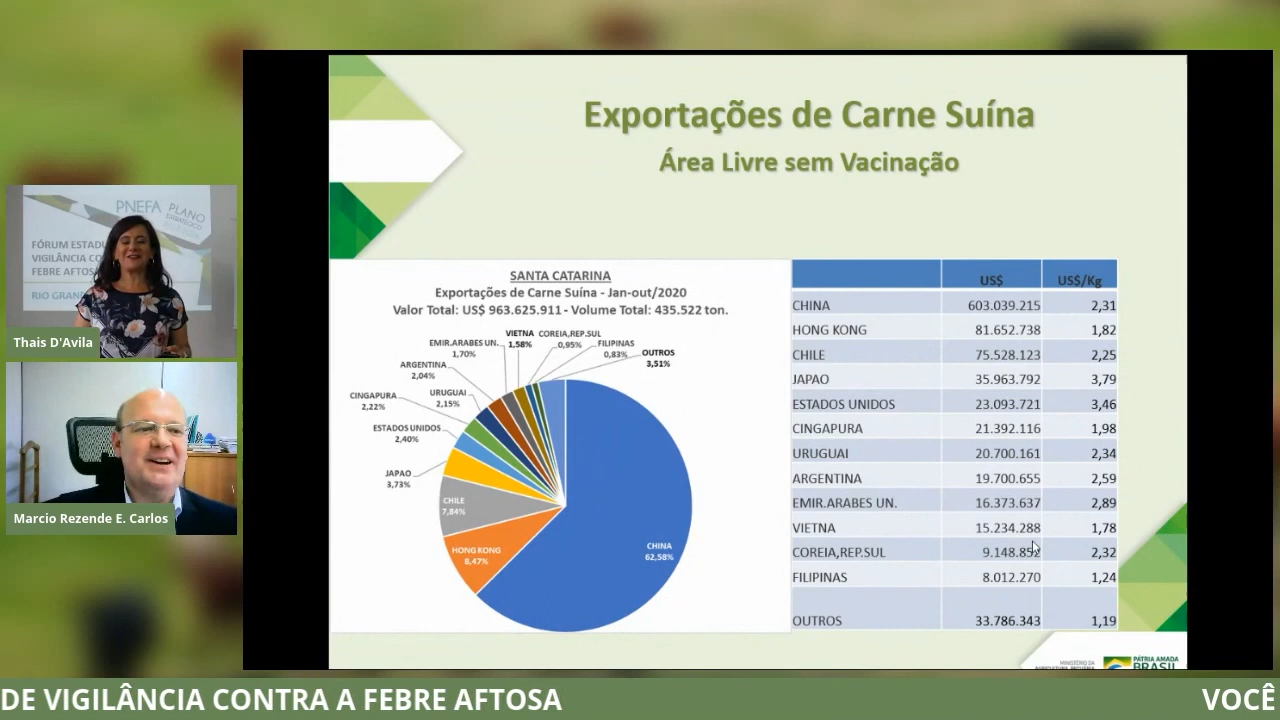 Exportações de Carne Suína
Área Livre sem Vacinação
PNEFA PLANO
ESTRATÉGICO
FÓRUM ESTADU
VIGILÂNCIA CO
FEBRE AFTOSA
RIO GRAN
Thais D'Avila
Marcio Rezende E. Carlos
SANTA CATARINA
Exportações de Carne Suína - Jan-out/2020
Valor Total: US$ 963.625.911 - Volume Total: 435.522 ton.
VIETNA
1,58%
COREIA,REP.SUL
0,95%
EMIR.ARABES UN.
1,70%
FILIPINAS
0,83%
OUTROS
3,51%
ARGENTINA
2,04%
URUGUAI
2,15%
CINGAPURA
2,22%
ESTADOS UNIDOS
2,40%
JAPAO
3,73%
CHILE
7,84%
HONG KONG
8,47%
CHINA
62,58%
US$ US$/Kg
CHINA 603.039.215 2,31
HONG KONG 81.652.738 1,82
CHILE 75.528.123 2,25
JAPAO 35.963.792 3,79
ESTADOS UNIDOS 23.093.721 3,46
CINGAPURA 21.392.116 1,98
URUGUAI 20.700.161 2,34
ARGENTINA 19.700.655 2,59
EMIR.ARABES UN. 16.373.637 2,89
VIETNA 15.234.288 1,78
COREIA,REP.SUL 2,32
FILIPINAS 8.012.270 1,24
OUTROS 33.786.343 1,19
MINISTÉRIO DA
PÁTRIA AMADA
BRASIL
DE VIGILÂNCIA CONTRA A FEBRE AFTOSA
VOCÊ